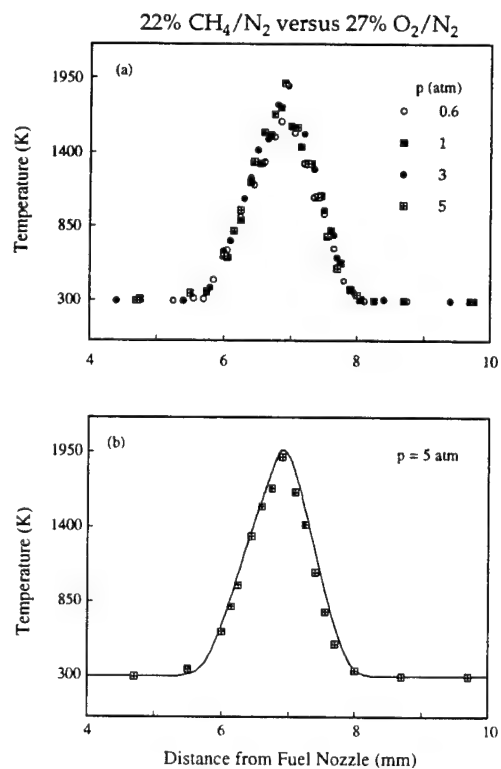 22% CH₄/N₂ versus 27% O₂/N₂
(a)
p (atm)
0.6
1
3
5
1950
1400
850
300
Temperature (K)
4 6 8 10
(b)
p = 5 atm
1950
1400
850
300
Temperature (K)
4 6 8 10
Distance from Fuel Nozzle (mm)